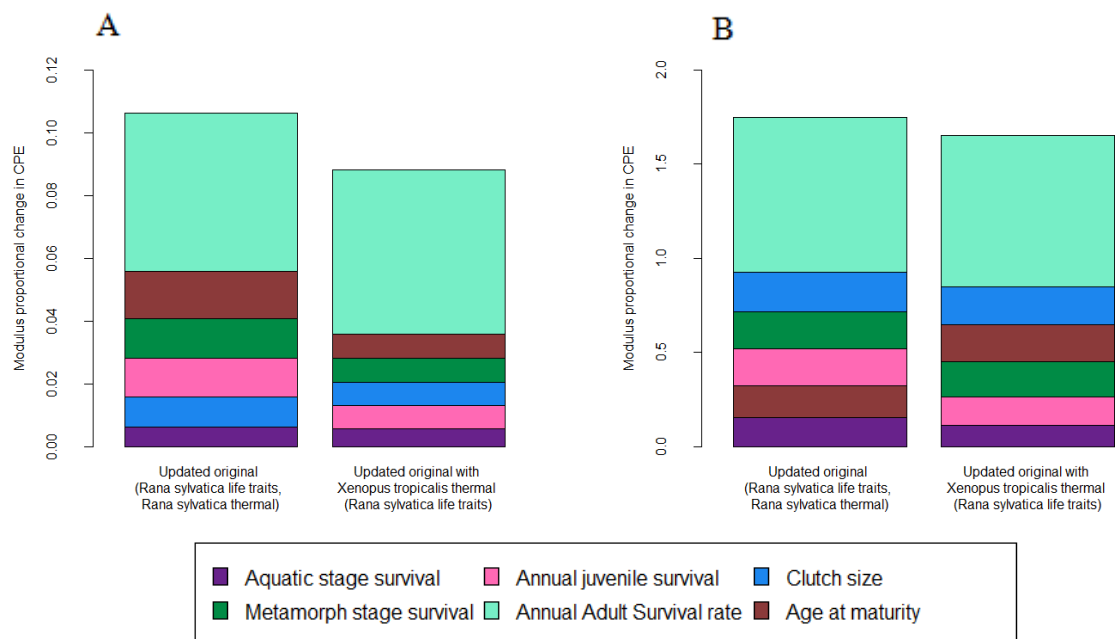 A
Modulus proportional change in CPE
0.12
0.10
0.08
0.06
0.04
0.02
0.00
Updated original
(Rana sylvatica life traits,
Rana sylvatica thermal)
Updated original with
Xenopus tropicalis thermal
(Rana sylvatica life traits)
B
Modulus proportional change in CPE
2.0
1.5
1.0
0.5
0.0
Updated original
(Rana sylvatica life traits,
Rana sylvatica thermal)
Updated original with
Xenopus tropicalis thermal
(Rana sylvatica life traits)
Aquatic stage survival
Annual juvenile survival
Clutch size
Metamorph stage survival
Annual Adult Survival rate
Age at maturity